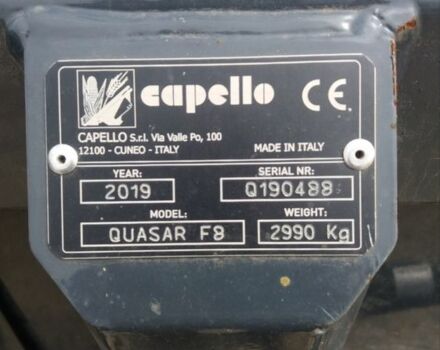 capello CE
CAPELLO S.r.l. Via Valle Po, 100
12100 - CUNEO - ITALY MADE IN ITALY
YEAR: SERIAL NR:
2019 Q190488
MODEL: WEIGHT:
QUASAR F8 2990 Kg